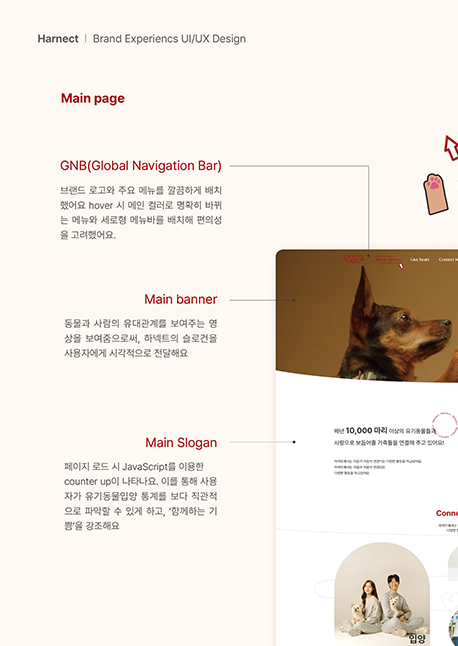 Harnect | Brand Experiencs UI/UX Design
Main page
GNB(Global Navigation Bar)
브랜드 로고와 주요 메뉴를 깔끔하게 배치
했어요 hover 시 메인 컬러로 명확히 바뀌
는 메뉴와 세로형 메뉴바를 배치해 편의성
을 고려했어요.
Give heart Connect
Main banner
동물과 사람의 유대관계를 보여주는 영
상을 보여줌으로써, 하넥트의 슬로건을
사용자에게 시각적으로 전달해요
Main Slogan
페이지 로드 시 JavaScript를 이용한
counter up이 나타나요. 이를 통해 사용
자가 유기동물입양 통계를 보다 직관적
으로 파악할 수 있게 하고, '함께하는 기
쁨'을 강조해요
매년 10,000 마리 이상의 유기동물들과
사랑으로 보듬어줄 가족들을 연결해 주고 있어요!
Conn
입양